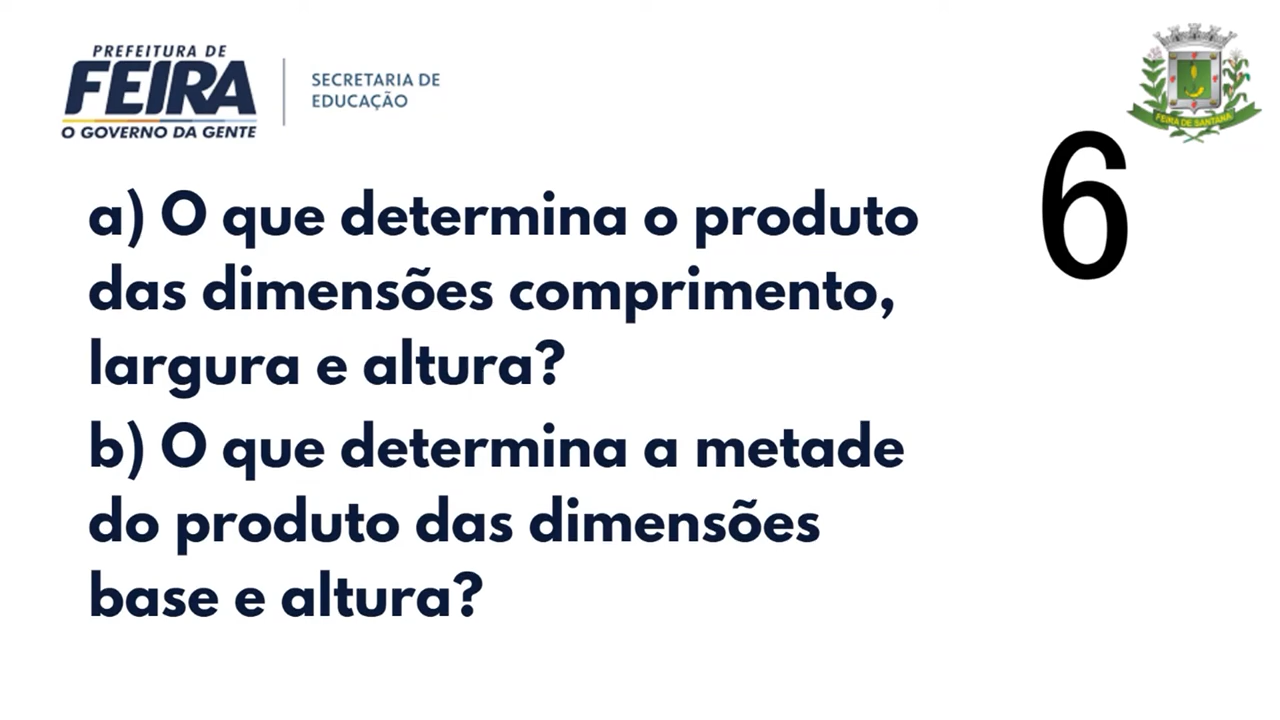 PREFEITURA DE
FEIRA
O GOVERNO DA GENTE
SECRETARIA DE
EDUCAÇÃO
FEIRA DE SANTANA
6
a) O que determina o produto
das dimensões comprimento,
largura e altura?
b) O que determina a metade
do produto das dimensões
base e altura?